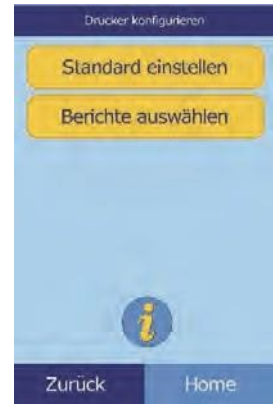 Drucker konfigurieren
Standard einstellen
Berichte auswählen
i
Zurück Home